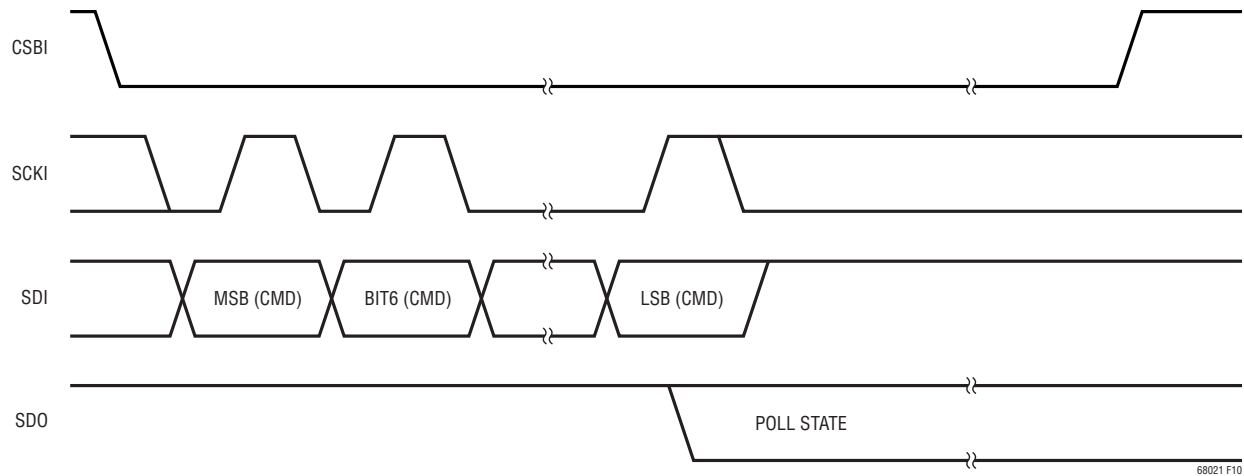 CSBI
SCKI
SDI
MSB (CMD)
BIT6 (CMD)
LSB (CMD)
SDO
POLL STATE
68021 F10